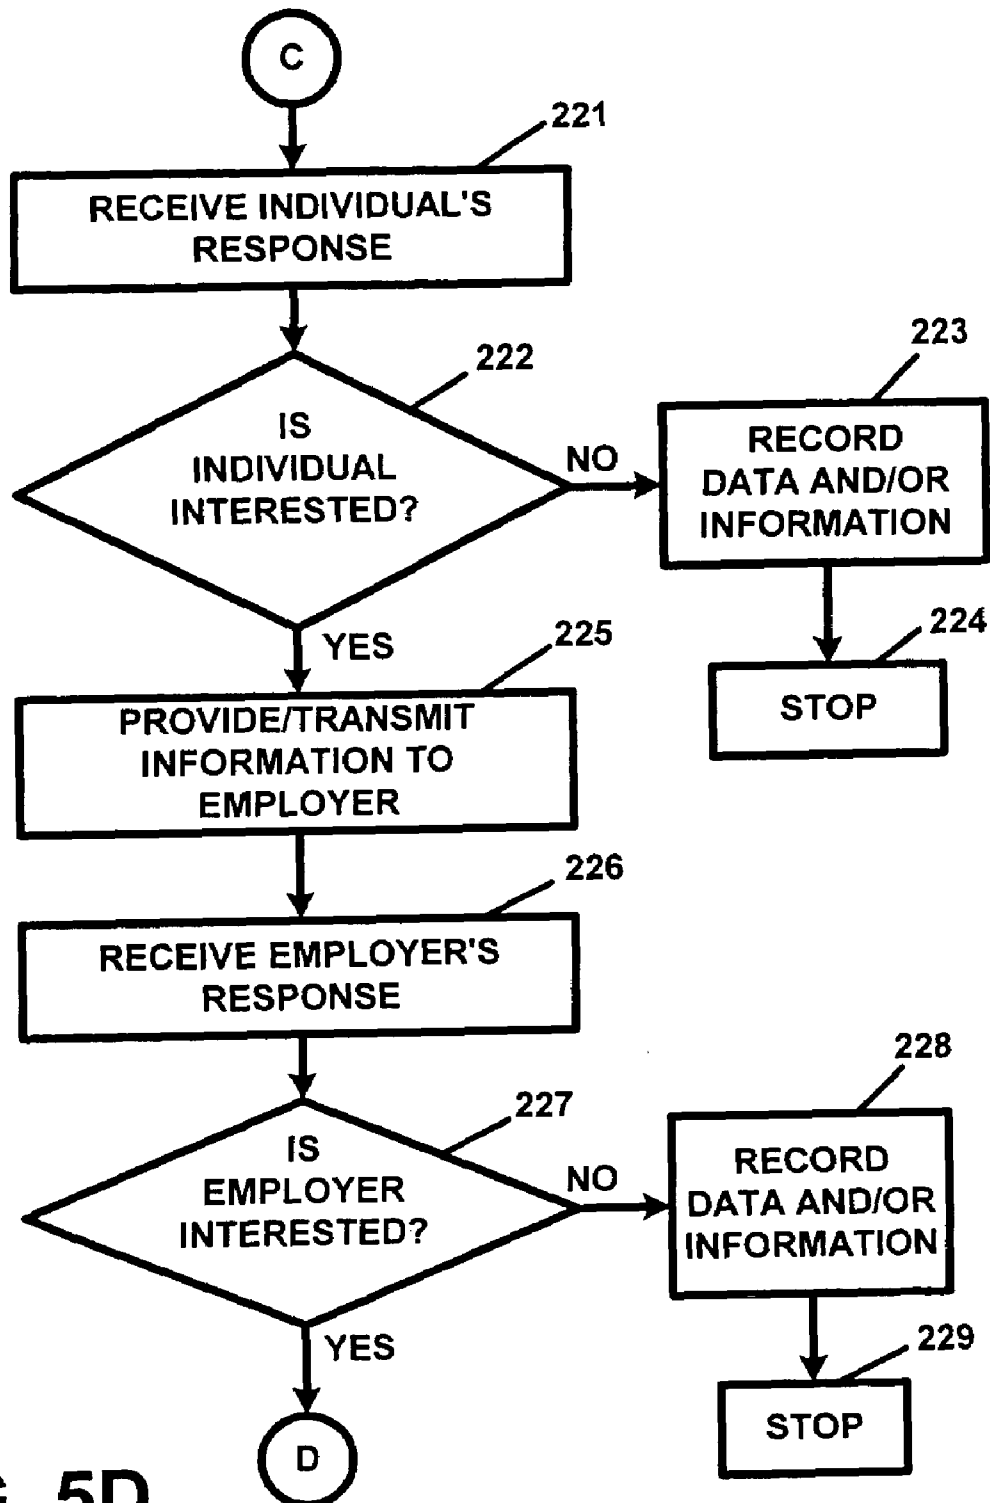 C
221
RECEIVE INDIVIDUAL'S
RESPONSE
222
IS
INDIVIDUAL
INTERESTED?
NO
223
RECORD
DATA AND/OR
INFORMATION
224
STOP
YES
225
PROVIDE/TRANSMIT
INFORMATION TO
EMPLOYER
226
RECEIVE EMPLOYER'S
RESPONSE
227
IS
EMPLOYER
INTERESTED?
NO
228
RECORD
DATA AND/OR
INFORMATION
229
STOP
YES
D
5D